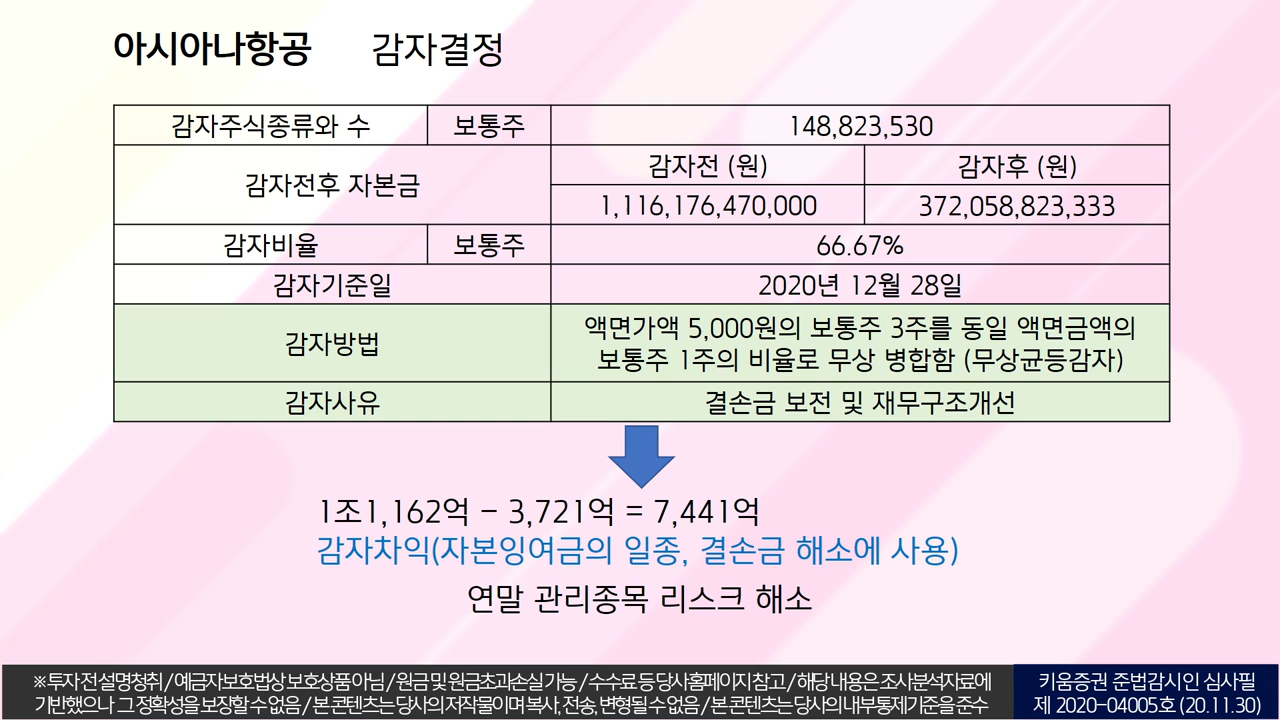 아시아나항공 감자결정
감자주식종류와 수 보통주 148,823,530
감자전후 자본금 감자전 (원) 감자후 (원)
1,116,176,470,000 372,058,823,333
감자비율 보통주 66.67%
감자기준일 2020년 12월 28일
감자방법 액면가액 5,000원의 보통주 3주를 동일 액면금액의
보통주 1주의 비율로 무상 병합함 (무상균등감자)
감자사유 결손금 보전 및 재무구조개선
1조1,162억 - 3,721억 = 7,441억
감자차익(자본잉여금의 일종, 결손금 해소에 사용)
연말 관리종목 리스크 해소
※ 투자 전 설명청취 / 예금자보호법상 보호상품 아님 / 원금 및 원금초과손실 가능 / 수수료 등 당사홈페이지 참고 / 해당 내용은 조사분석자료에
기반했으나 그 정확성을 보장할 수 없음 / 본 콘텐츠는 당사의 저작물이며 복사, 전송, 변형될 수 없음 / 본 콘텐츠는 당사의 내부통제기준을 준수
키움증권 준법감시인 심사필
제 2020-04005호 (20.11.30)